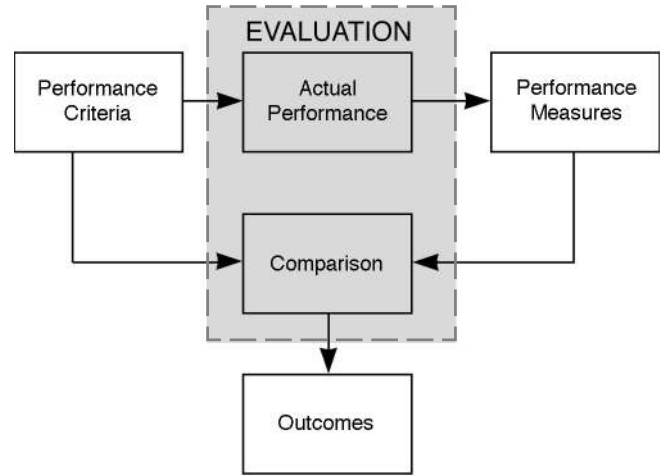 EVALUATION
Performance
Criteria
Actual
Performance
Performance
Measures
Comparison
Outcomes